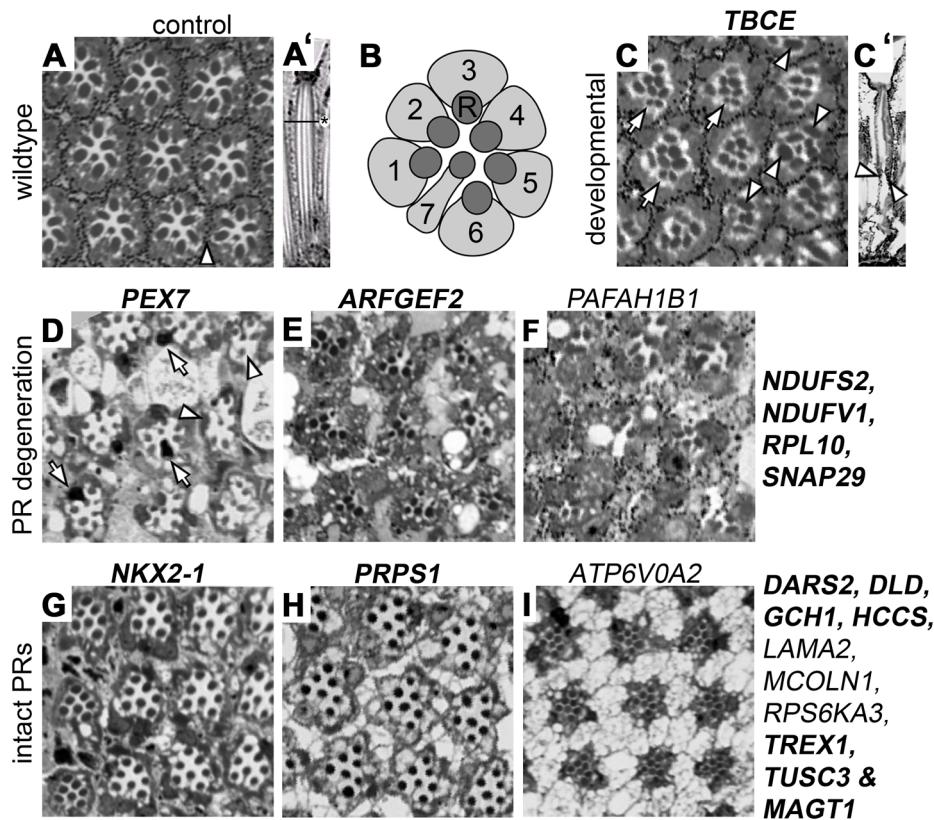 control
TBCE
A
A'
B
C
C'
wildtype
*
3
R
2
4
1
5
7
6
developmental
PEX7
ARFGEF2
PAFAH1B1
D
E
F
PR degeneration
NDUFS2,
NDUFV1,
RPL10,
SNAP29
NKX2-1
PRPS1
ATP6V0A2
G
H
I
intact PRs
DARS2, DLD,
GCH1, HCCS,
LAMA2,
MCOLN1,
RPS6KA3,
TREX1,
TUSC3 &
MAGT1